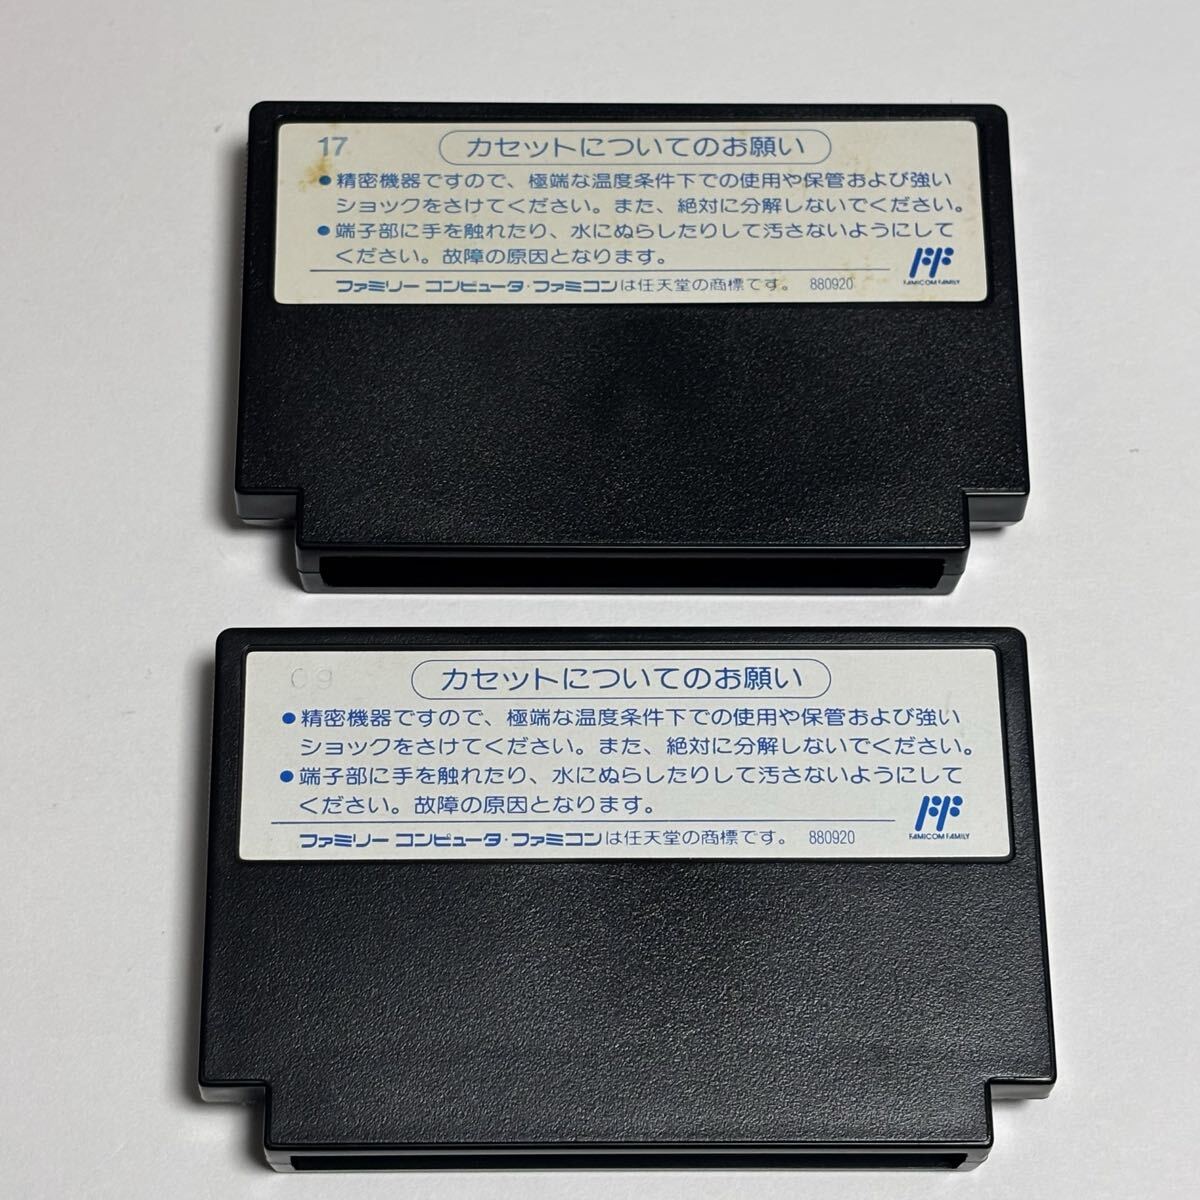 17 カセットについてのお願い
●精密機器ですので、極端な温度条件下での使用や保管および強い
ショックをさけてください。また、絶対に分解しないでください。
●端子部に手を触れたり、水にぬらしたりして汚さないようにして
ください。故障の原因となります。
ファミリー コンピュータ・ファミコンは任天堂の商標です。 880920
FAMICOM FAMILY
09 カセットについてのお願い
●精密機器ですので、極端な温度条件下での使用や保管および強い
ショックをさけてください。また、絶対に分解しないでください。
●端子部に手を触れたり、水にぬらしたりして汚さないようにして
ください。故障の原因となります。
ファミリー コンピュータ・ファミコンは任天堂の商標です。 880920
FAMICOM FAMILY